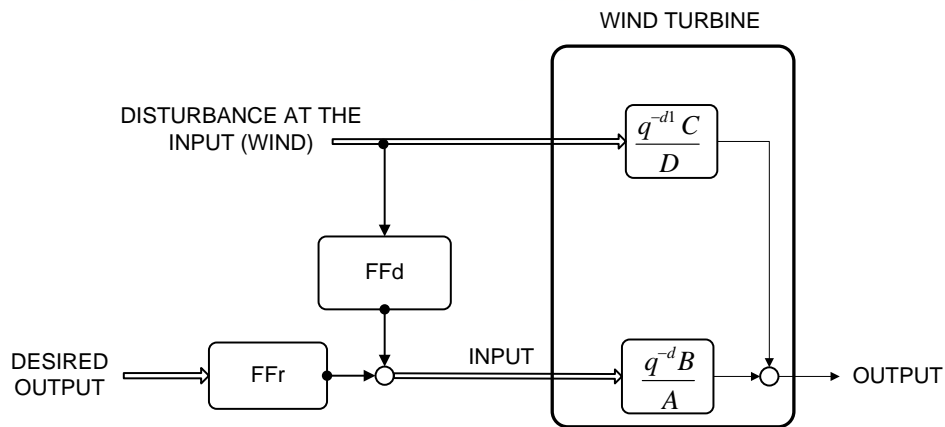 WIND TURBINE
DISTURBANCE AT THE
INPUT (WIND)
q^{-d1} C
D
FFd
DESIRED
OUTPUT
FFr
INPUT
q^{-d} B
A
OUTPUT